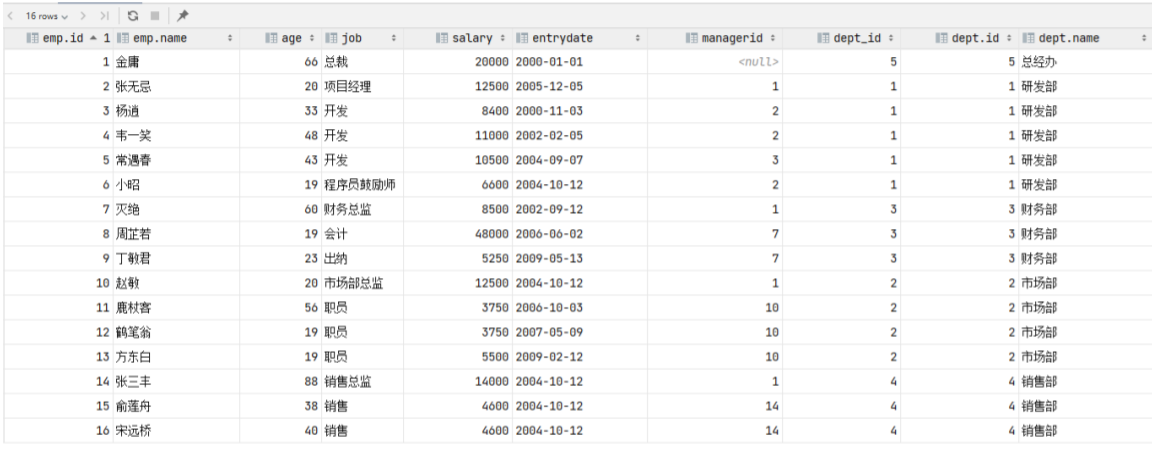 16 rows
emp.id 1 emp.name age job salary entrydate managerid dept_id dept.id dept.name
1 金庸 66 总裁 20000 2000-01-01 <null> 5 5 总经办
2 张无忌 20 项目经理 12500 2005-12-05 1 1 1 研发部
3 杨逍 33 开发 8400 2000-11-03 2 1 1 研发部
4 韦一笑 48 开发 11000 2002-02-05 2 1 1 研发部
5 常遇春 43 开发 10500 2004-09-07 3 1 1 研发部
6 小昭 19 程序员鼓励师 6600 2004-10-12 2 1 1 研发部
7 灭绝 60 财务总监 8500 2002-09-12 1 3 3 财务部
8 周芷若 19 会计 48000 2006-06-02 7 3 3 财务部
9 丁敏君 23 出纳 5250 2009-05-13 7 3 3 财务部
10 赵敏 20 市场部总监 12500 2004-10-12 1 2 2 市场部
11 鹿杖客 56 职员 3750 2006-10-03 10 2 2 市场部
12 鹤笔翁 19 职员 3750 2007-05-09 10 2 2 市场部
13 方东白 19 职员 5500 2009-02-12 10 2 2 市场部
14 张三丰 88 销售总监 14000 2004-10-12 1 4 4 销售部
15 俞莲舟 38 销售 4600 2004-10-12 14 4 4 销售部
16 宋远桥 40 销售 4600 2004-10-12 14 4 4 销售部